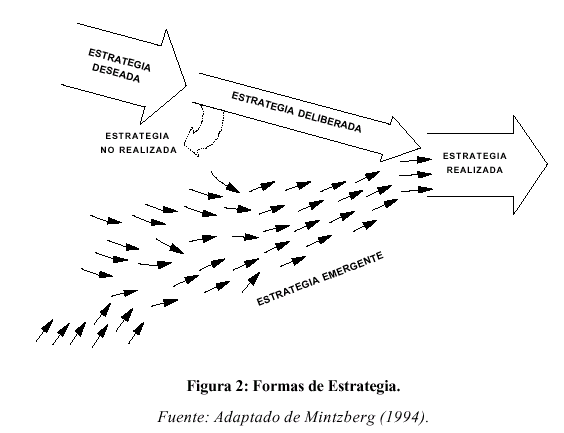 ESTRATEGIA
DESEADA
ESTRATEGIA DELIBERADA
ESTRATEGIA
NO REALIZADA
ESTRATEGIA
REALIZADA
ESTRATEGIA EMERGENTE
Figura 2: Formas de Estrategia.
Fuente: Adaptado de Mintzberg (1994).